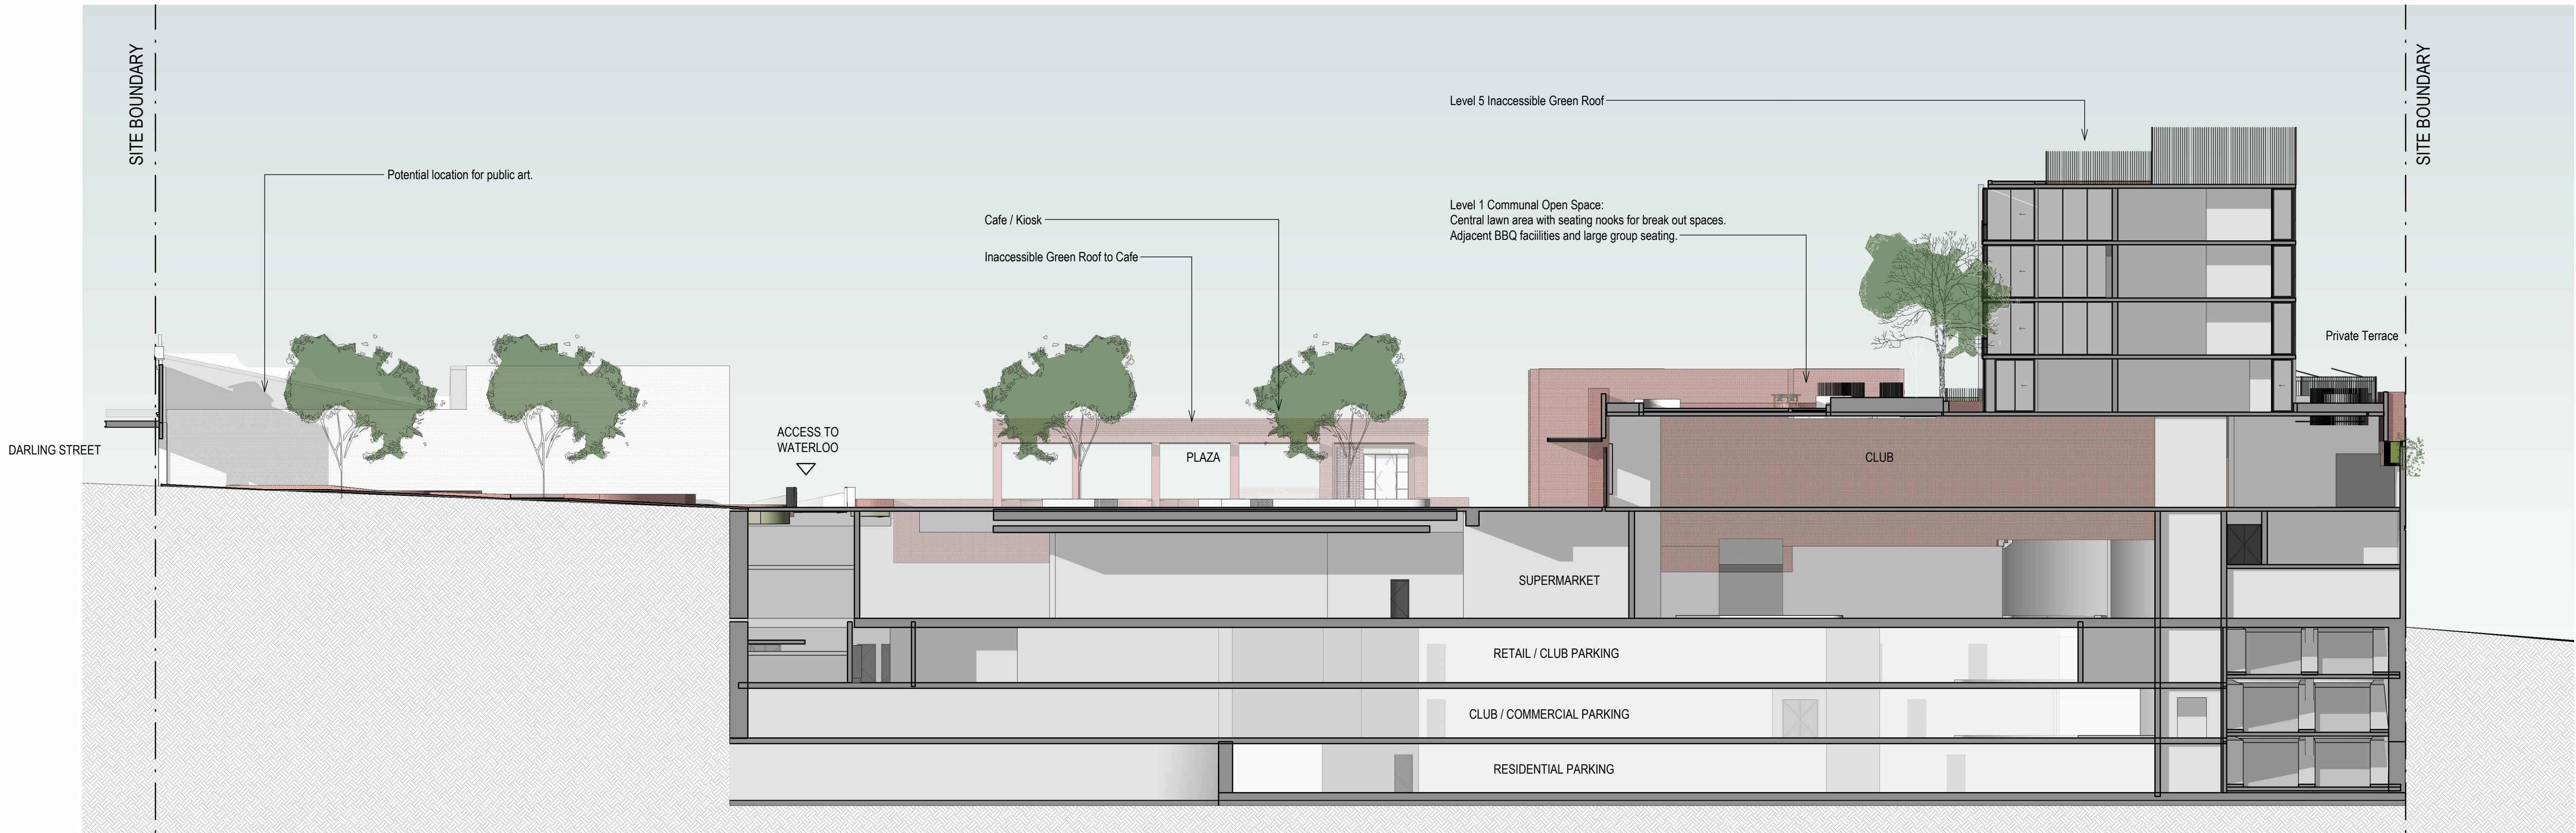 SITE BOUNDARY
SITE BOUNDARY
Level 5 Inaccessible Green Roof
Potential location for public art.
Level 1 Communal Open Space:
Central lawn area with seating nooks for break out spaces.
Adjacent BBQ faciilities and large group seating.
Cafe / Kiosk
Inaccessible Green Roof to Cafe
Private Terrace
ACCESS TO
WATERLOO
DARLING STREET
PLAZA
CLUB
SUPERMARKET
RETAIL / CLUB PARKING
CLUB / COMMERCIAL PARKING
RESIDENTIAL PARKING